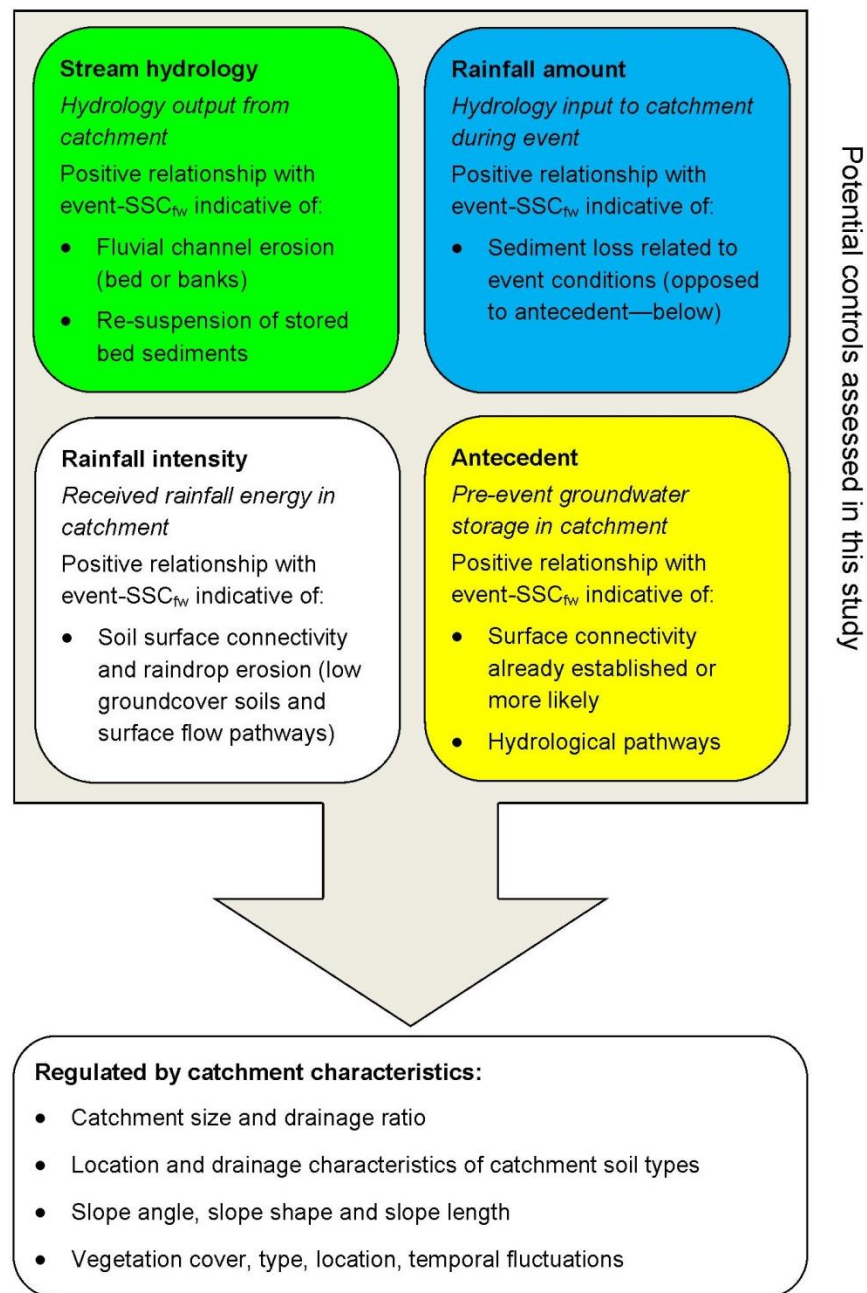 Stream hydrology
Hydrology output from
catchment
Positive relationship with
event-SSCfw indicative of:
• Fluvial channel erosion
(bed or banks)
• Re-suspension of stored
bed sediments
Rainfall amount
Hydrology input to catchment
during event
Positive relationship with
event-SSCfw indicative of:
• Sediment loss related to
event conditions (opposed
to antecedent—below)
Rainfall intensity
Received rainfall energy in
catchment
Positive relationship with
event-SSCfw indicative of:
• Soil surface connectivity
and raindrop erosion (low
groundcover soils and
surface flow pathways)
Antecedent
Pre-event groundwater
storage in catchment
Positive relationship with
event-SSCfw indicative of:
• Surface connectivity
already established or
more likely
• Hydrological pathways
Potential controls assessed in this study
Regulated by catchment characteristics:
• Catchment size and drainage ratio
• Location and drainage characteristics of catchment soil types
• Slope angle, slope shape and slope length
• Vegetation cover, type, location, temporal fluctuations